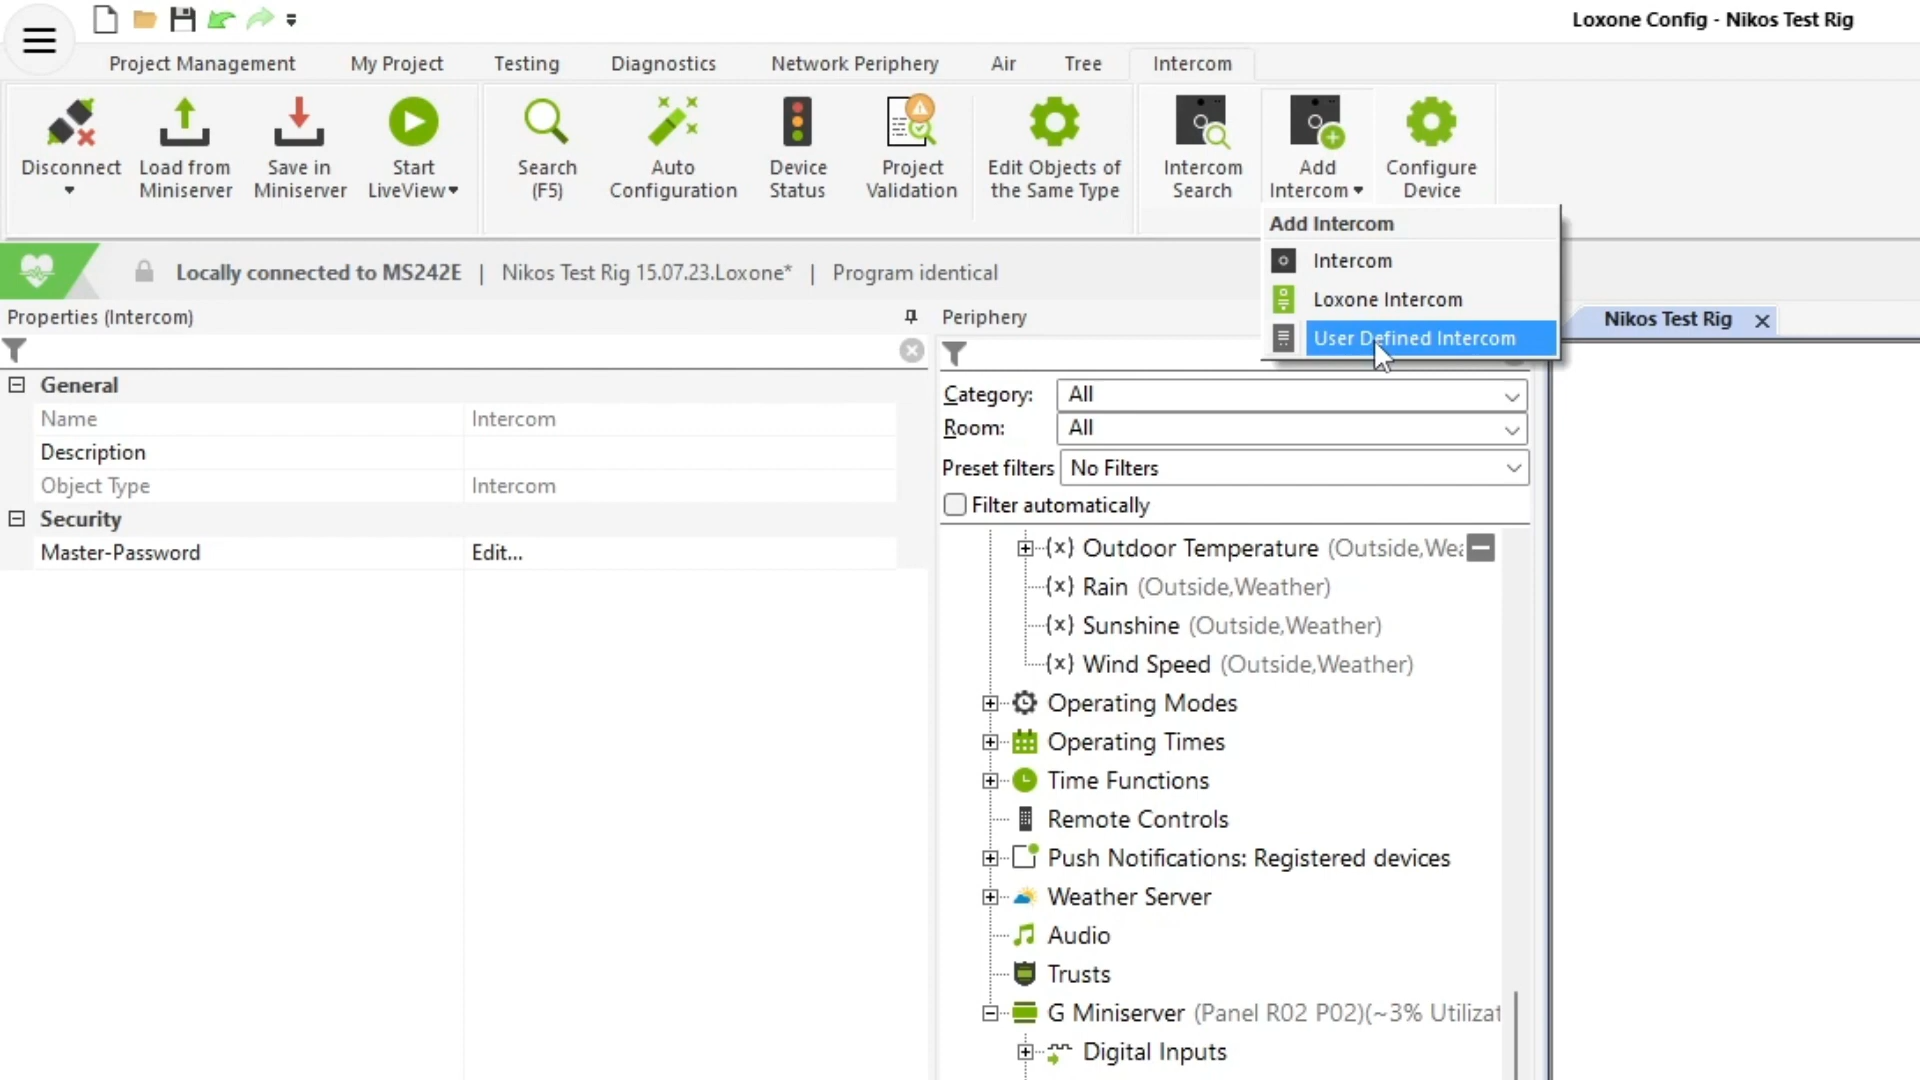 Loxone Config - Nikos Test Rig
Project Management
My Project
Testing
Diagnostics
Network Periphery
Air
Tree
Intercom
Disconnect
Load from
Miniserver
Save in
Miniserver
Start
LiveView
Search
(F5)
Auto
Configuration
Device
Status
Project
Validation
Edit Objects of
the Same Type
Intercom
Search
Add
Intercom
Configure
Device
Add Intercom
Intercom
Loxone Intercom
User Defined Intercom
Locally connected to MS242E | Nikos Test Rig 15.07.23.Loxone* | Program identical
Properties (Intercom)
Periphery
Nikos Test Rig
General
Name Intercom
Description
Object Type Intercom
Security
Master-Password Edit...
Category: All
Room: All
Preset filters No Filters
Filter automatically
(x) Outdoor Temperature (Outside,Wea
(x) Rain (Outside,Weather)
(x) Sunshine (Outside,Weather)
(x) Wind Speed (Outside,Weather)
Operating Modes
Operating Times
Time Functions
Remote Controls
Push Notifications: Registered devices
Weather Server
Audio
Trusts
G Miniserver (Panel R02 P02)(~3% Utilizat
Digital Inputs